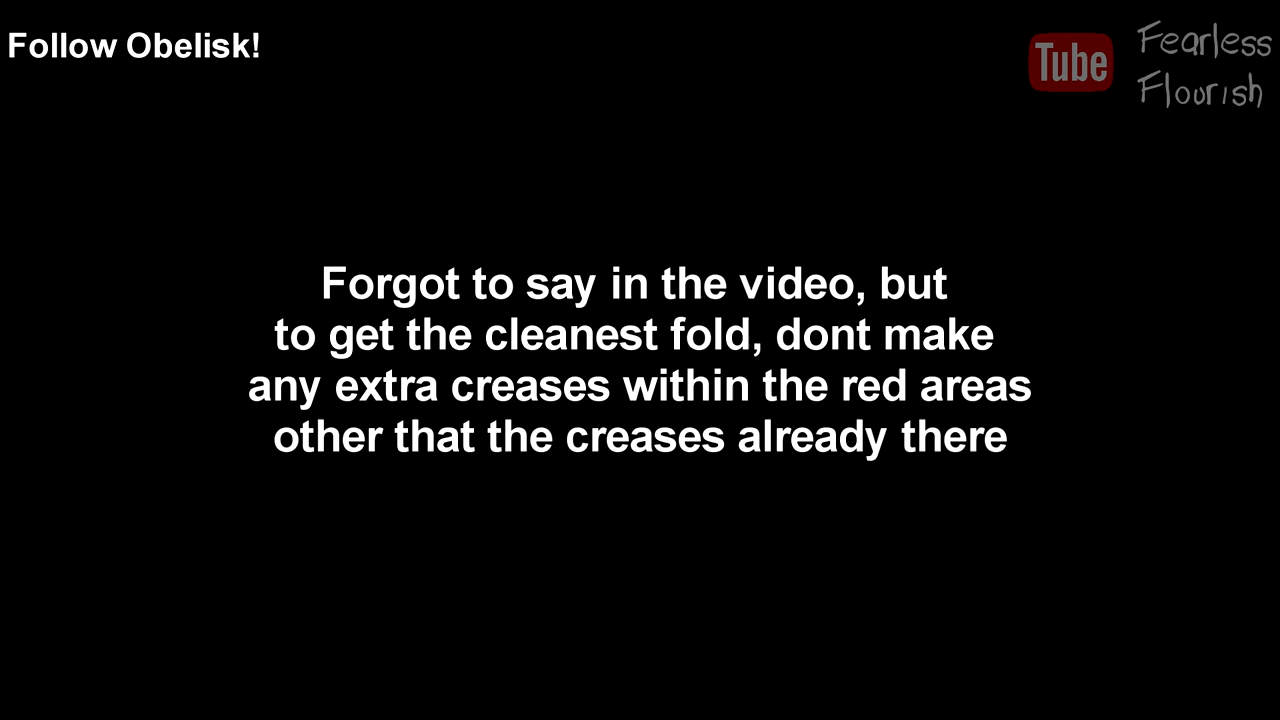 Follow Obelisk!
Tube
Fearless
Flourish
Forgot to say in the video, but
to get the cleanest fold, dont make
any extra creases within the red areas
other that the creases already there